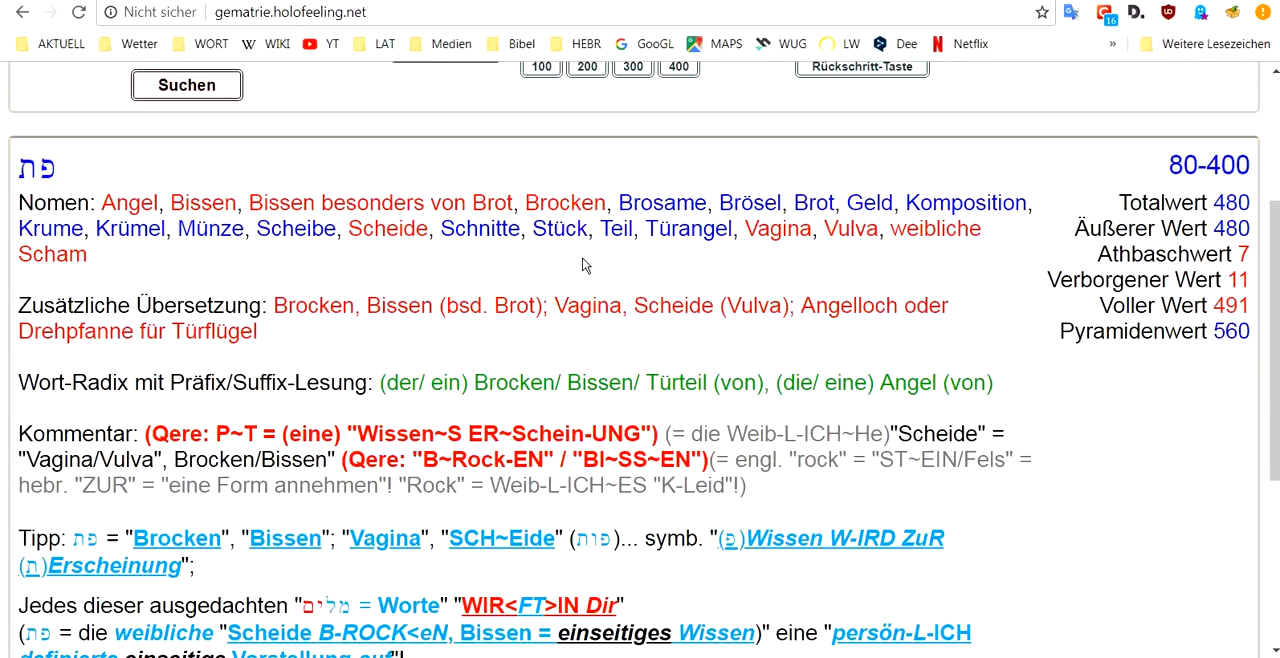 Nicht sicher gematrie.holofeeling.net 16
AKTUELL Wetter WORT WIKI YT LAT Medien Bibel HEBR GooGL MAPS WUG LW Dee Netflix » Weitere Lesezeichen
100 200 300 400 Rückschritt-Taste
Suchen
פת 80-400
Nomen: Angel, Bissen, Bissen besonders von Brot, Brocken, Brosame, Brösel, Brot, Geld, Komposition, Totalwert 480
Krume, Krümel, Münze, Scheibe, Scheide, Schnitte, Stück, Teil, Türangel, Vagina, Vulva, weibliche Äußerer Wert 480
Scham Athbaschwert 7
Verborgener Wert 11
Zusätzliche Übersetzung: Brocken, Bissen (bsd. Brot); Vagina, Scheide (Vulva); Angelloch oder Voller Wert 491
Drehpfanne für Türflügel Pyramidenwert 560
Wort-Radix mit Präfix/Suffix-Lesung: (der/ ein) Brocken/ Bissen/ Türteil (von), (die/ eine) Angel (von)
Kommentar: (Qere: P~T = (eine) "Wissen~S ER~Schein-UNG") (= die Weib-L-ICH~He)"Scheide" =
"Vagina/Vulva", Brocken/Bissen" (Qere: "B~Rock-EN" / "BI~SS~EN")(= engl. "rock" = "ST~EIN/Fels" =
hebr. "ZUR" = "eine Form annehmen"! "Rock" = Weib-L-ICH~ES "K-Leid"!)
Tipp: פת = "Brocken", "Bissen"; "Vagina", "SCH~Eide" (פות)... symb. "(פ)Wissen W-IRD ZuR
(ת)Erscheinung";
Jedes dieser ausgedachten "מלים = Worte" "WIR<FT>IN Dir"
(פת = die weibliche "Scheide B-ROCK<eN, Bissen = einseitiges Wissen)" eine "persön-L-ICH
definierte einseitige Vorstellung auf"!